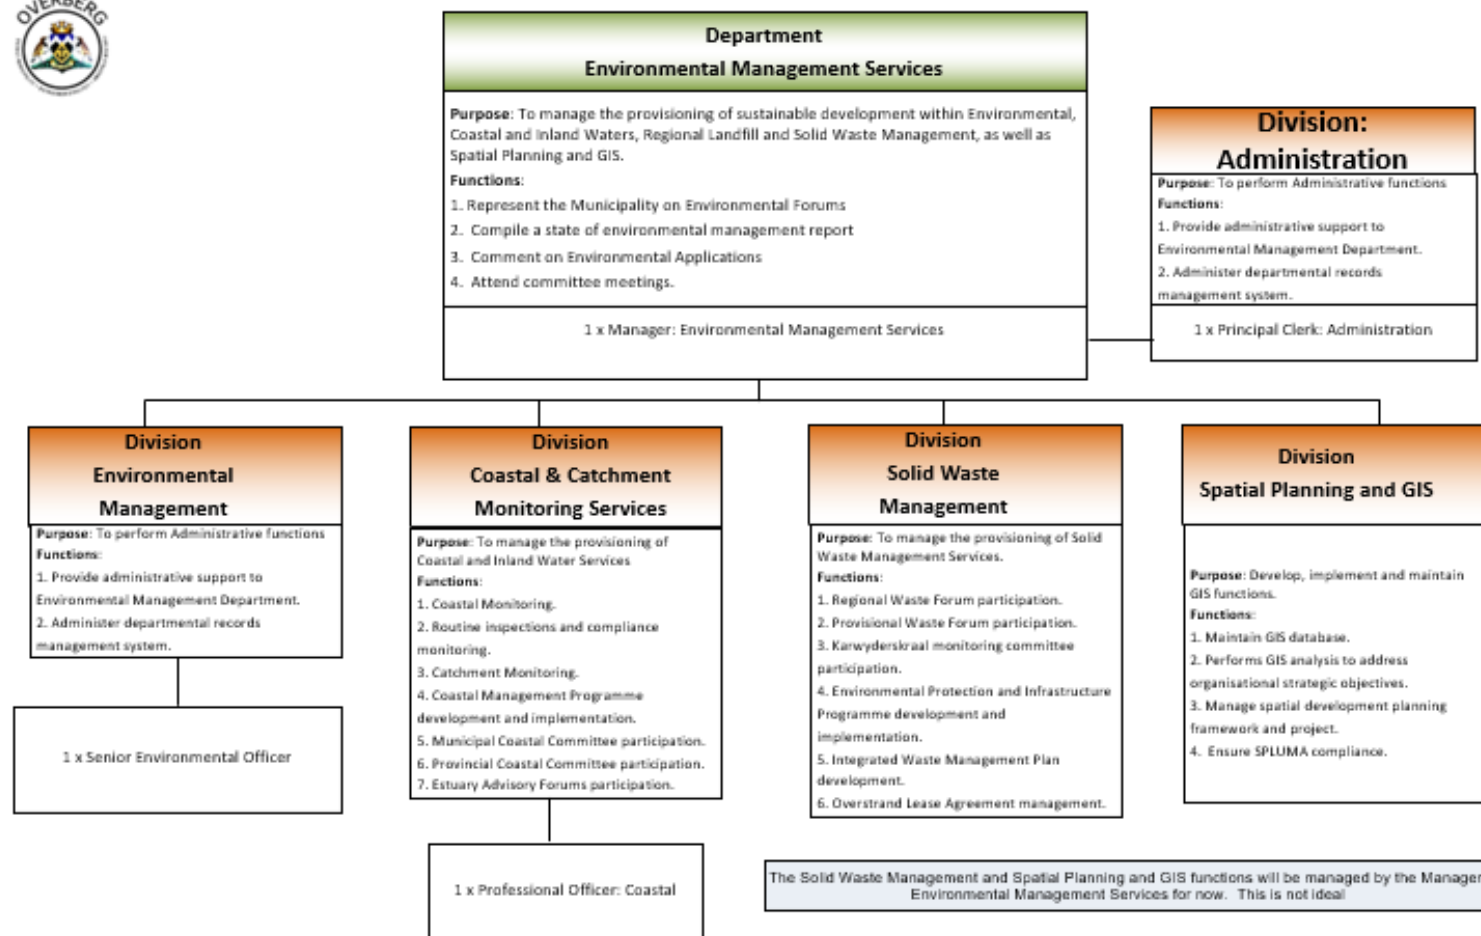 OVERBERG
Department
Environmental Management Services
Purpose: To manage the provisioning of sustainable development within Environmental,
Coastal and Inland Waters, Regional Landfill and Solid Waste Management, as well as
Spatial Planning and GIS.
Functions:
1. Represent the Municipality on Environmental Forums
2. Compile a state of environmental management report
3. Comment on Environmental Applications
4. Attend committee meetings.
1 x Manager: Environmental Management Services
Division:
Administration
Purpose: To perform Administrative functions
Functions:
1. Provide administrative support to
Environmental Management Department.
2. Administer departmental records
management system.
1 x Principal Clerk: Administration
Division
Environmental
Management
Purpose: To perform Administrative functions
Functions:
1. Provide administrative support to
Environmental Management Department.
2. Administer departmental records
management system.
1 x Senior Environmental Officer
Division
Coastal & Catchment
Monitoring Services
Purpose: To manage the provisioning of
Coastal and Inland Water Services
Functions:
1. Coastal Monitoring.
2. Routine inspections and compliance
monitoring.
3. Catchment Monitoring.
4. Coastal Management Programme
development and implementation.
5. Municipal Coastal Committee participation.
6. Provincial Coastal Committee participation.
7. Estuary Advisory Forums participation.
1 x Professional Officer: Coastal
Division
Solid Waste
Management
Purpose: To manage the provisioning of Solid
Waste Management Services.
Functions:
1. Regional Waste Forum participation.
2. Provisional Waste Forum participation.
3. Karwyderskraal monitoring committee
participation.
4. Environmental Protection and Infrastructure
Programme development and
implementation.
5. Integrated Waste Management Plan
development.
6. Overstrand Lease Agreement management.
Division
Spatial Planning and GIS
Purpose: Develop, implement and maintain
GIS functions.
Functions:
1. Maintain GIS database.
2. Performs GIS analysis to address
organisational strategic objectives.
3. Manage spatial development planning
framework and project.
4. Ensure SPLUMA compliance.
The Solid Waste Management and Spatial Planning and GIS functions will be managed by the Manager
Environmental Management Services for now. This is not ideal